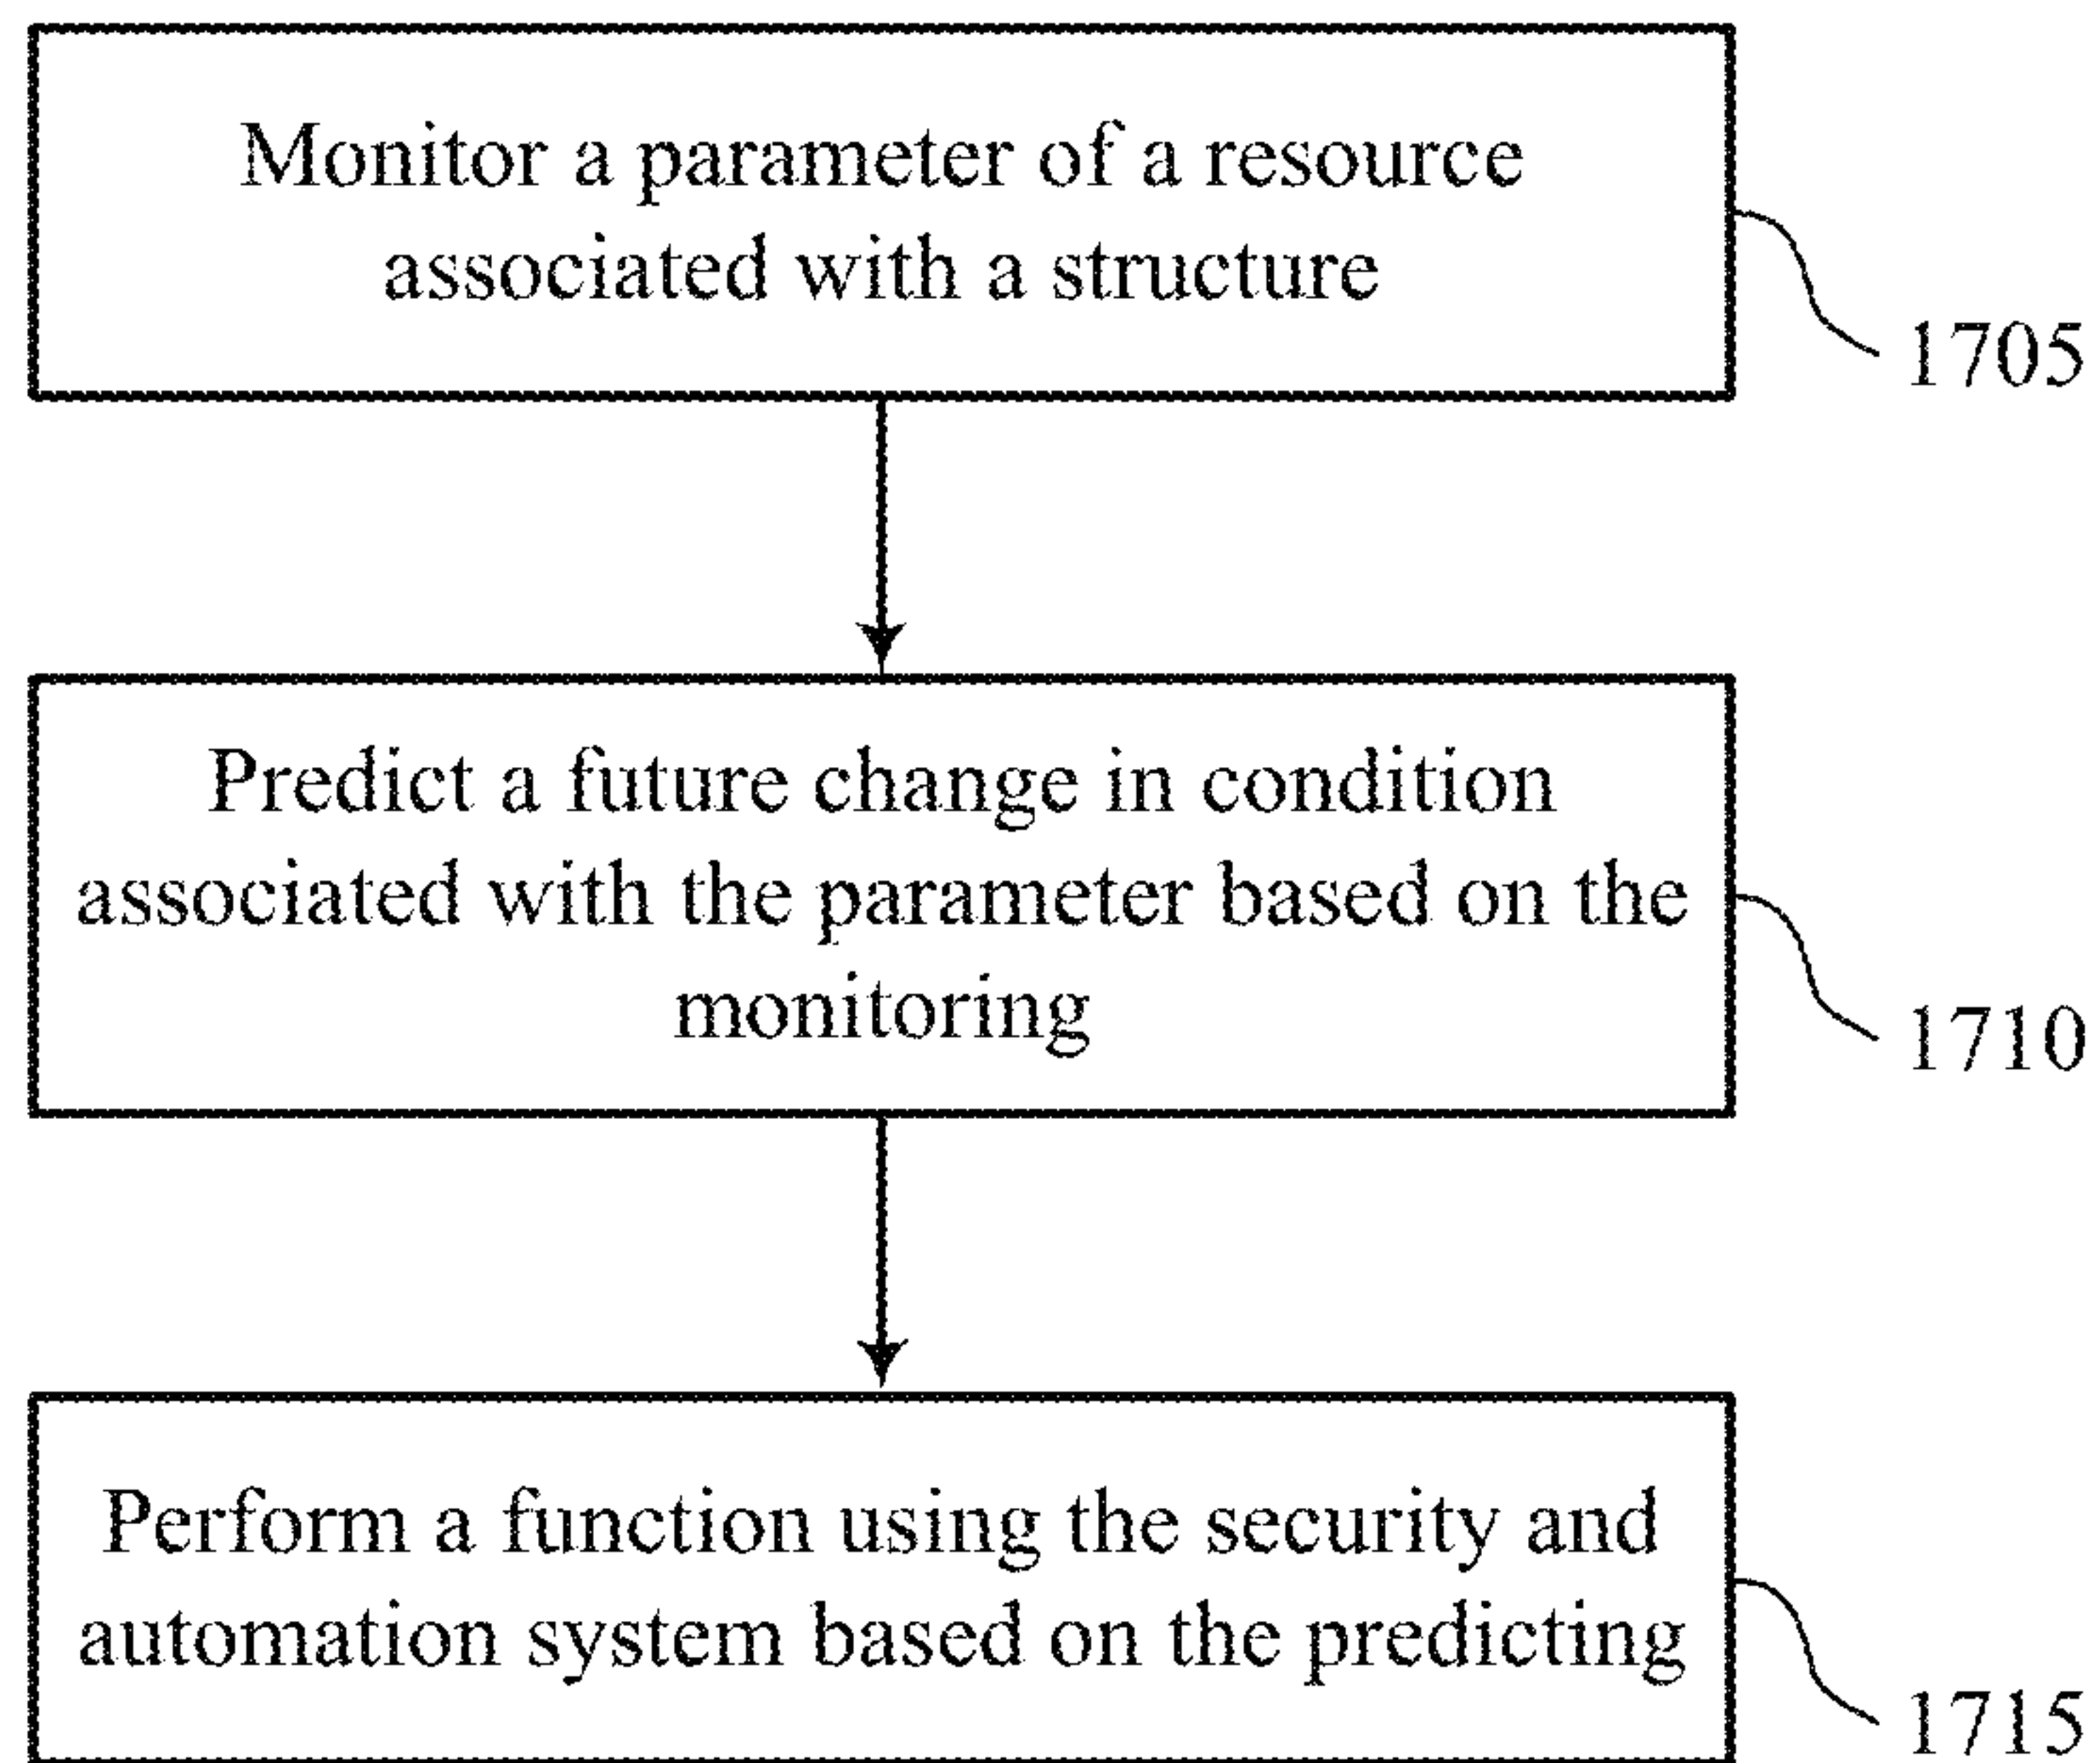 Monitor a parameter of a resource
associated with a structure
1705
Predict a future change in condition
associated with the parameter based on the
monitoring
1710
Perform a function using the security and
automation system based on the predicting
1715